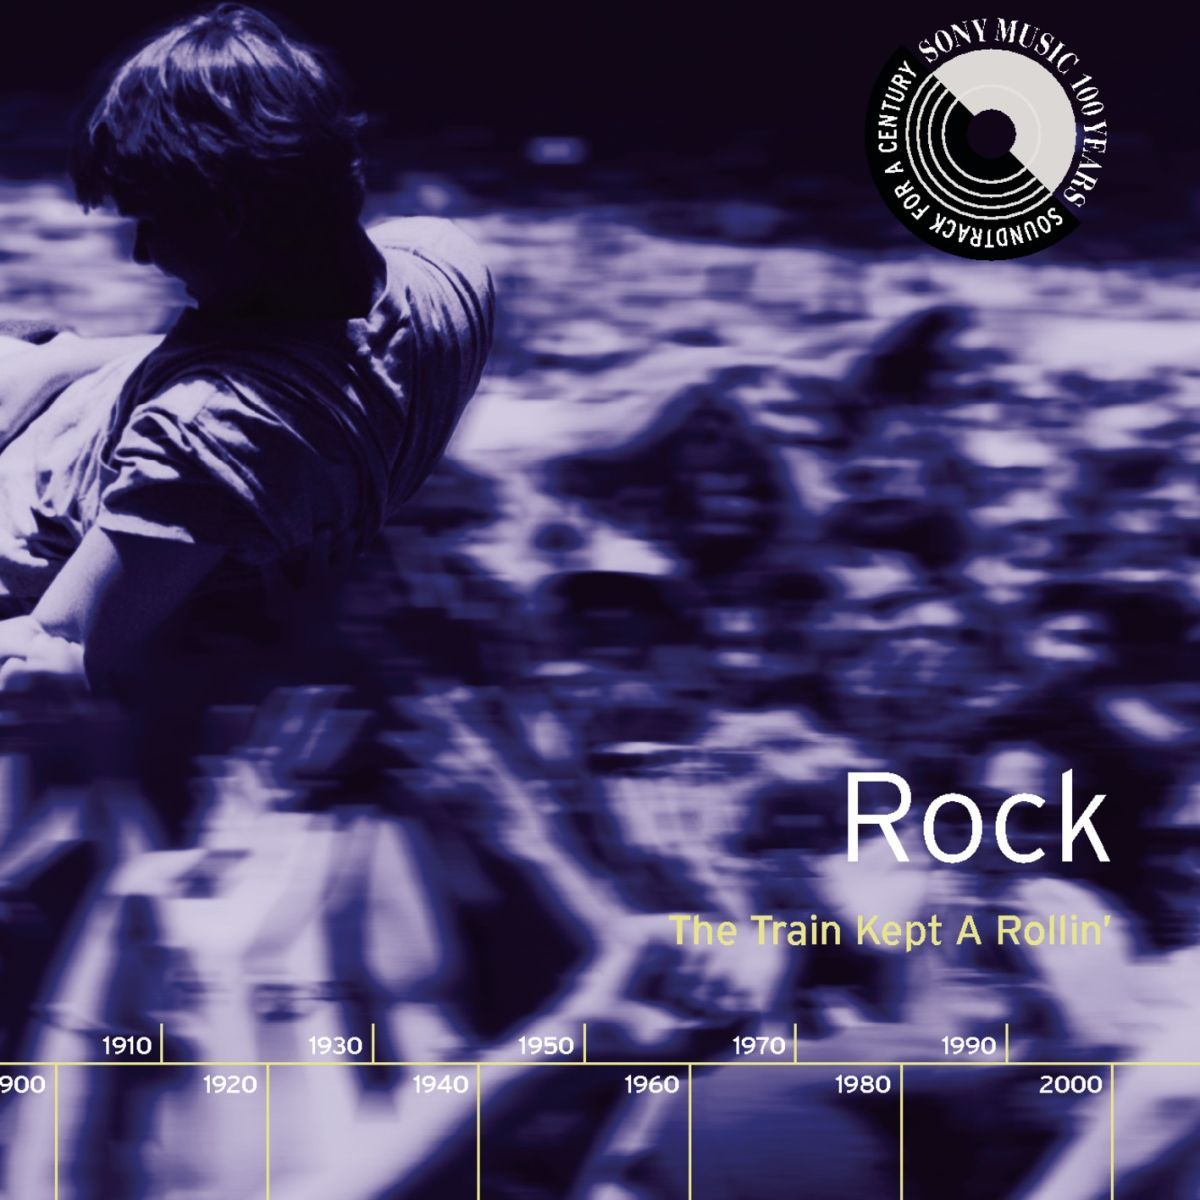 SONY MUSIC 100 YEARS
SOUNDTRACK FOR A CENTURY
Rock
The Train Kept A Rollin'
1910 1930 1950 1970 1990
900 1920 1940 1960 1980 2000